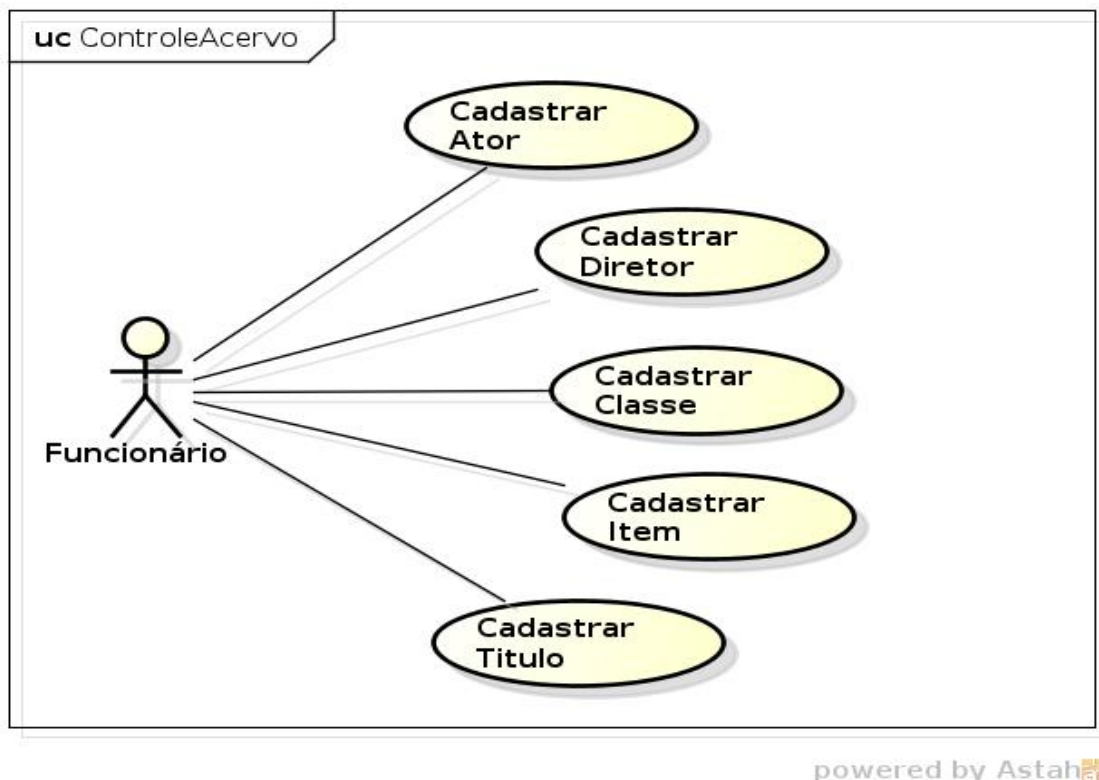 uc ControleAcervo
Cadastrar
Ator
Cadastrar
Diretor
Cadastrar
Classe
Funcionário
Cadastrar
Item
Cadastrar
Titulo
powered by Astah